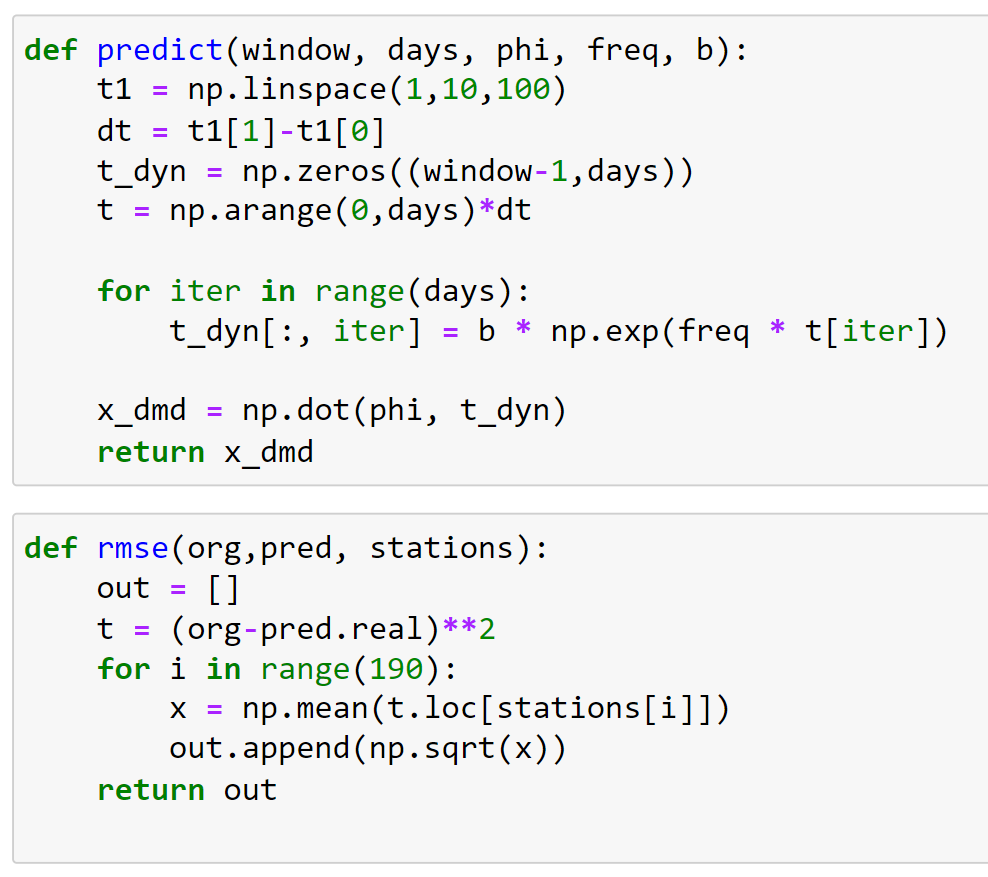 def predict(window, days, phi, freq, b):
    t1 = np.linspace(1,10,100)
    dt = t1[1]-t1[0]
    t_dyn = np.zeros((window-1,days))
    t = np.arange(0,days)*dt
    for iter in range(days):
        t_dyn[:, iter] = b * np.exp(freq * t[iter])
    x_dmd = np.dot(phi, t_dyn)
    return x_dmd
def rmse(org,pred, stations):
    out = []
    t = (org-pred.real)**2
    for i in range(190):
        x = np.mean(t.loc[stations[i]])
        out.append(np.sqrt(x))
    return out